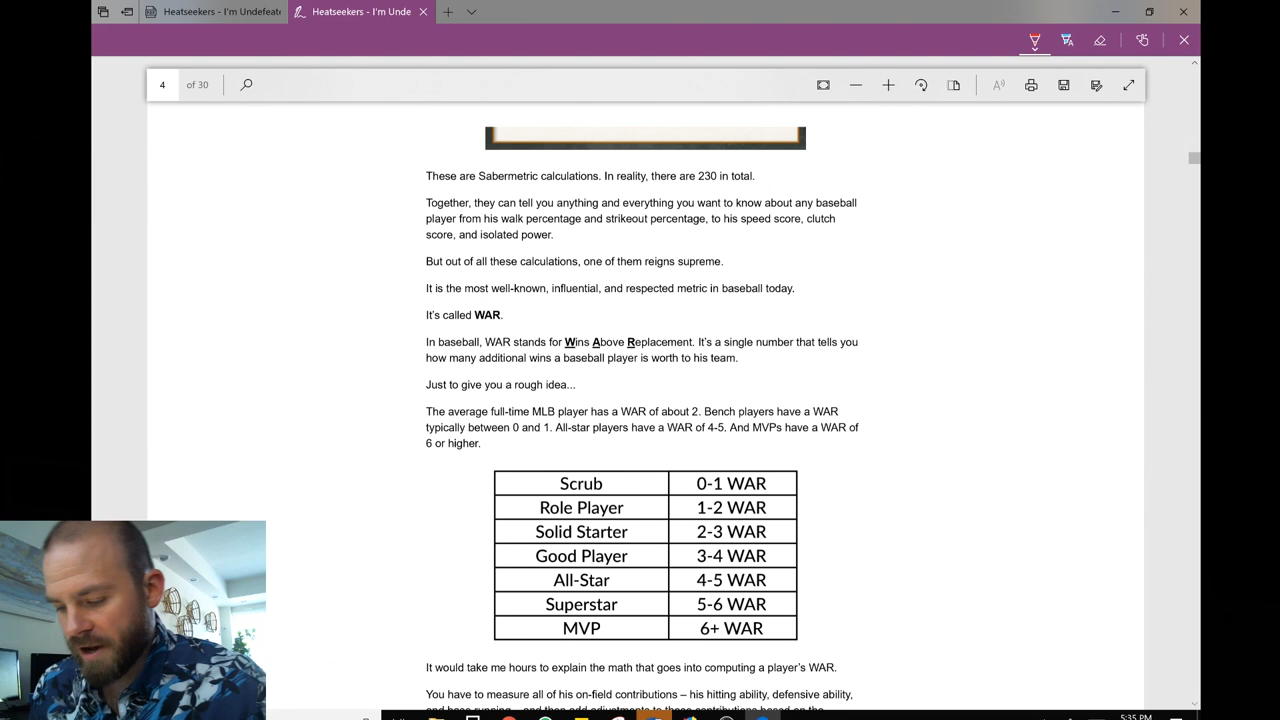 Heatseekers - I'm Undefeate
Heatseekers - I'm Unde
4 of 30
These are Sabermetric calculations. In reality, there are 230 in total.
Together, they can tell you anything and everything you want to know about any baseball
player from his walk percentage and strikeout percentage, to his speed score, clutch
score, and isolated power.
But out of all these calculations, one of them reigns supreme.
It is the most well-known, influential, and respected metric in baseball today.
It's called WAR.
In baseball, WAR stands for Wins Above Replacement. It's a single number that tells you
how many additional wins a baseball player is worth to his team.
Just to give you a rough idea...
The average full-time MLB player has a WAR of about 2. Bench players have a WAR
typically between 0 and 1. All-star players have a WAR of 4-5. And MVPs have a WAR of
6 or higher.
Scrub 0-1 WAR
Role Player 1-2 WAR
Solid Starter 2-3 WAR
Good Player 3-4 WAR
All-Star 4-5 WAR
Superstar 5-6 WAR
MVP 6+ WAR
It would take me hours to explain the math that goes into computing a player's WAR.
You have to measure all of his on-field contributions – his hitting ability, defensive ability,
5:35 PM